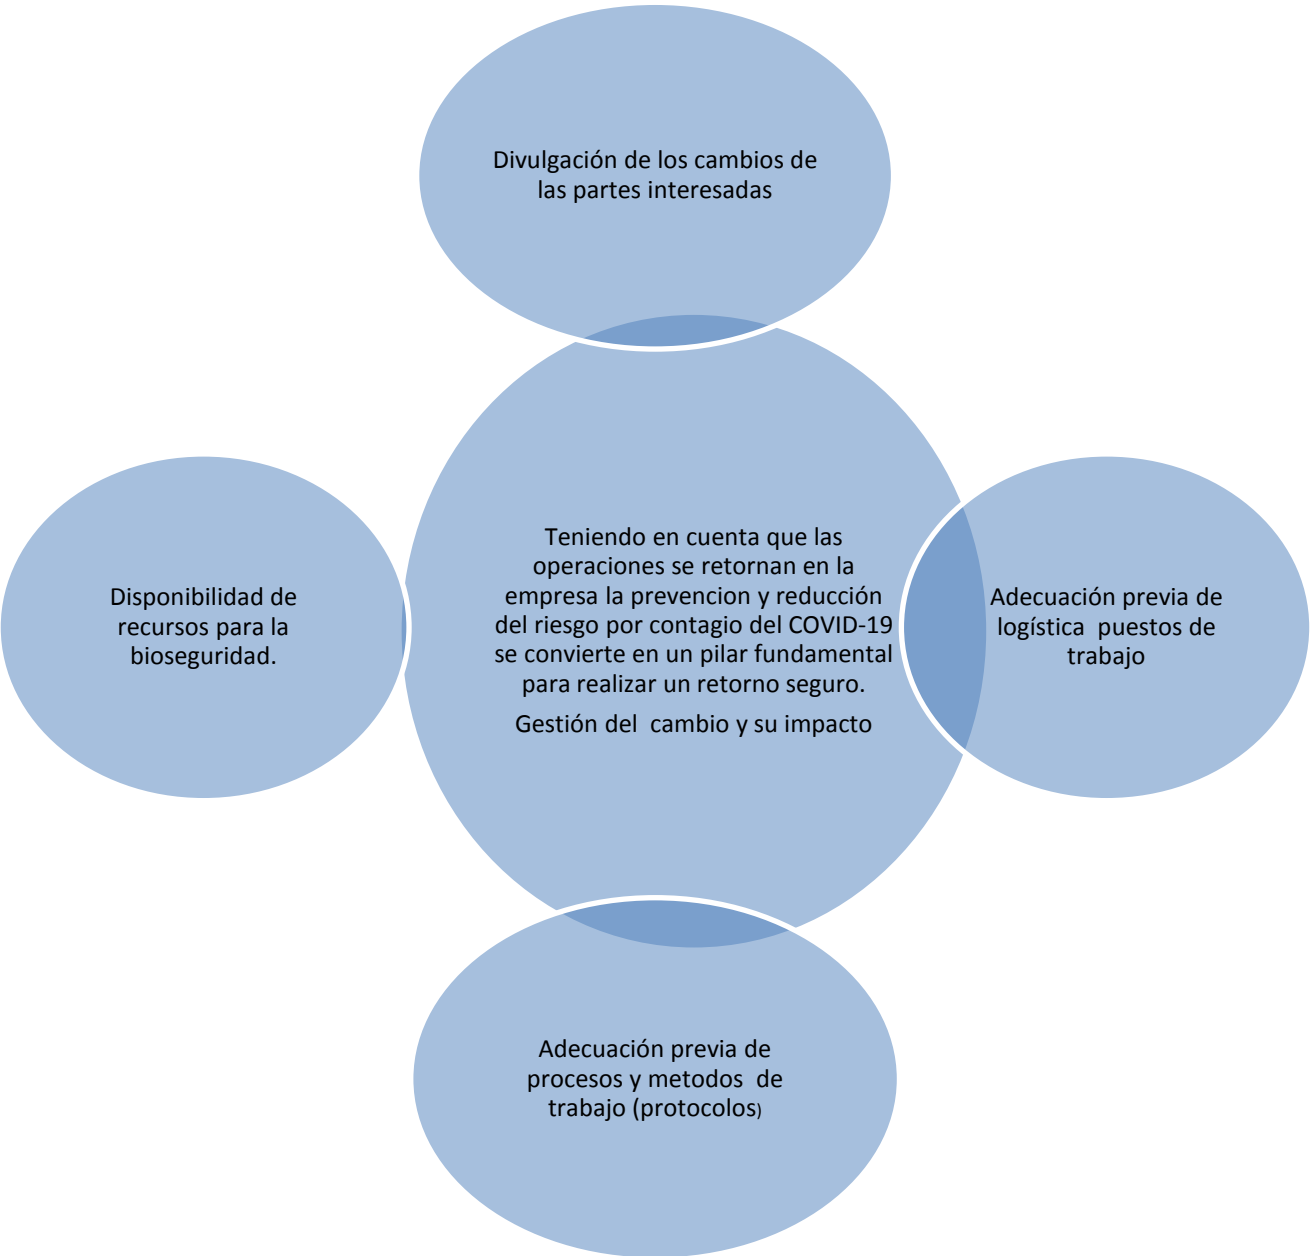 Divulgación de los cambios de
las partes interesadas
Disponibilidad de
recursos para la
bioseguridad.
Teniendo en cuenta que las
operaciones se retornan en la
empresa la prevencion y reducción
del riesgo por contagio del COVID-19
se convierte en un pilar fundamental
para realizar un retorno seguro.
Gestión del  cambio y su impacto
Adecuación previa de
logística  puestos de
trabajo
Adecuación previa de
procesos y metodos  de
trabajo (protocolos)